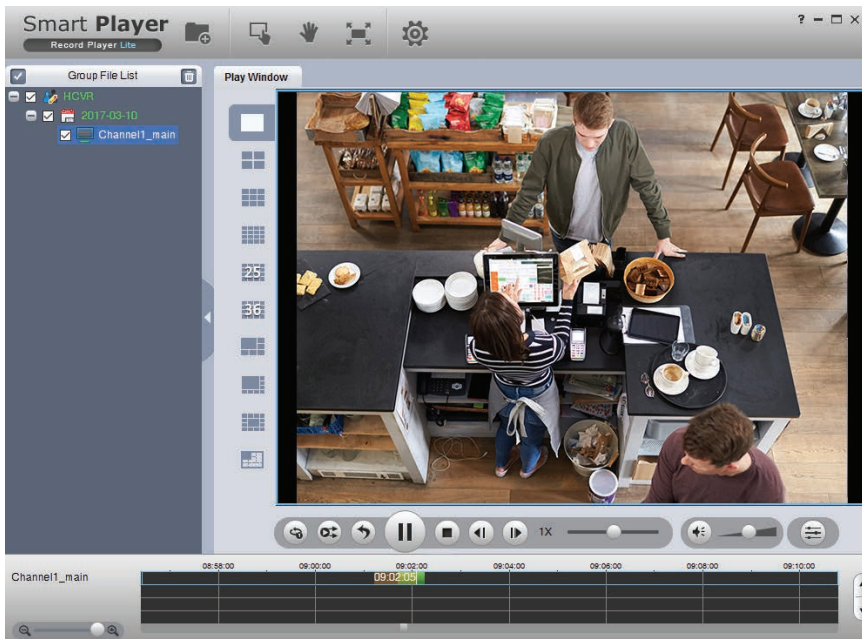 Smart Player
Record Player Lite
? – □ ×
Group File List
Play Window
HCVR
2017-03-10
Channel1_main
25
36
1X
08:58:00 09:00:00 09:02:00 09:04:00 09:06:00 09:08:00 09:10:00
Channel1_main
09:02:05